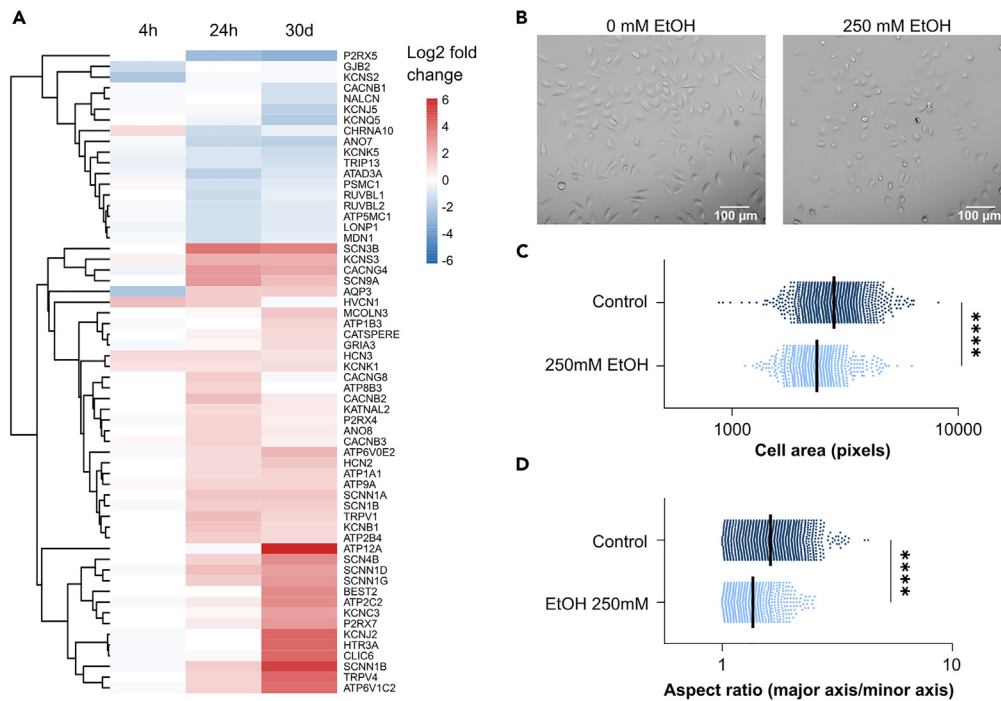 A
4h 24h 30d
P2RX5
GJB2
KCNS2
CACNB1
NALCN
KCNJ5
KCNQ5
CHRNA10
ANO7
KCNK5
TRIP13
ATAD3A
PSMC1
RUVBL1
RUVBL2
ATP5MC1
LONP1
MDN1
SCN3B
KCNS3
CACNG4
SCN9A
AQP3
HVCN1
MCOLN3
ATP1B3
CATSPERE
GRIA3
HCN3
KCNK1
CACNG8
ATP8B3
CACNB2
KATNAL2
P2RX4
ANO8
CACNB3
ATP6V0E2
HCN2
ATP1A1
ATP9A
SCNN1A
SCN1B
TRPV1
KCNB1
ATP2B4
ATP12A
SCN4B
SCNN1D
SCNN1G
BEST2
ATP2C2
KCNC3
P2RX7
KCNJ2
HTR3A
CLIC6
SCNN1B
TRPV4
ATP6V1C2
Log2 fold
change
6
4
2
0
-2
-4
-6
B
0 mM EtOH 250 mM EtOH
100 µm 100 µm
C
Control
250mM EtOH
****
1000 10000
Cell area (pixels)
D
Control
EtOH 250mM
****
1 10
Aspect ratio (major axis/minor axis)